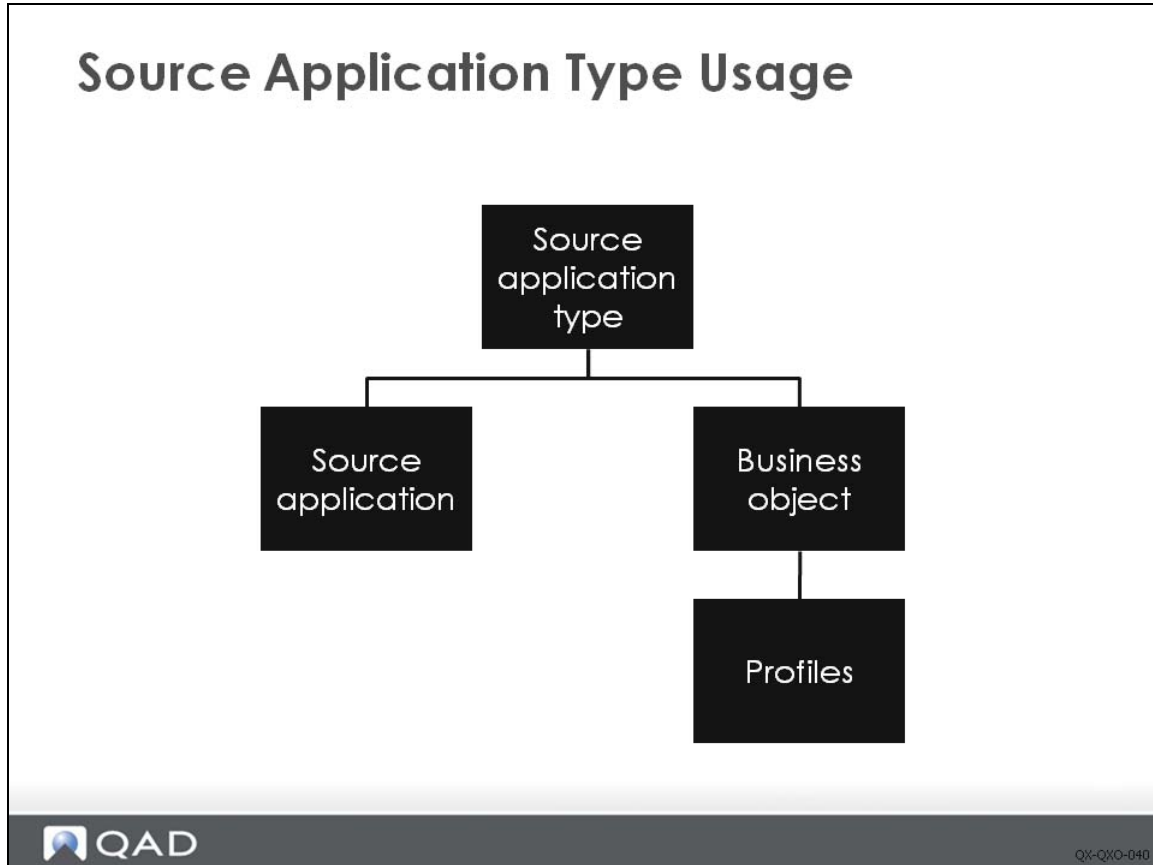 Source Application Type Usage
Source
application
type
Source
application
Business
object
Profiles
QAD
QX-QXO-040